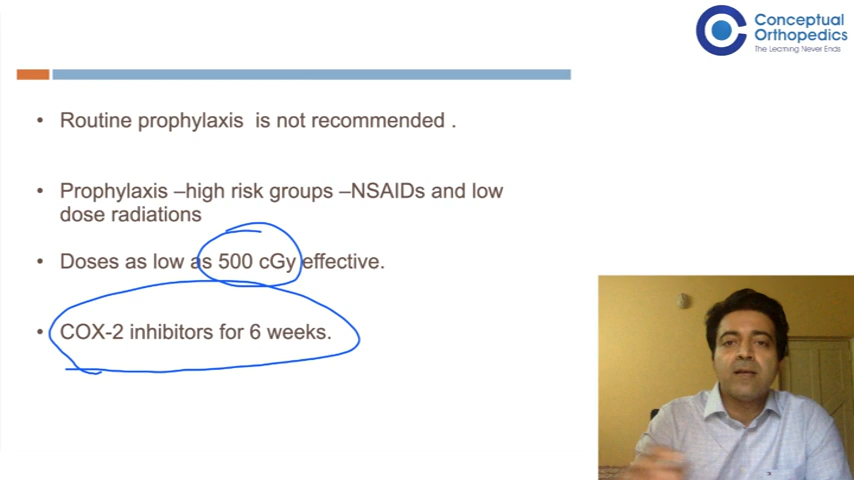 Conceptual
Orthopedics
The Learning Never Ends
• Routine prophylaxis is not recommended .
• Prophylaxis –high risk groups –NSAIDs and low
dose radiations
• Doses as low as 500 cGy effective.
• COX-2 inhibitors for 6 weeks.